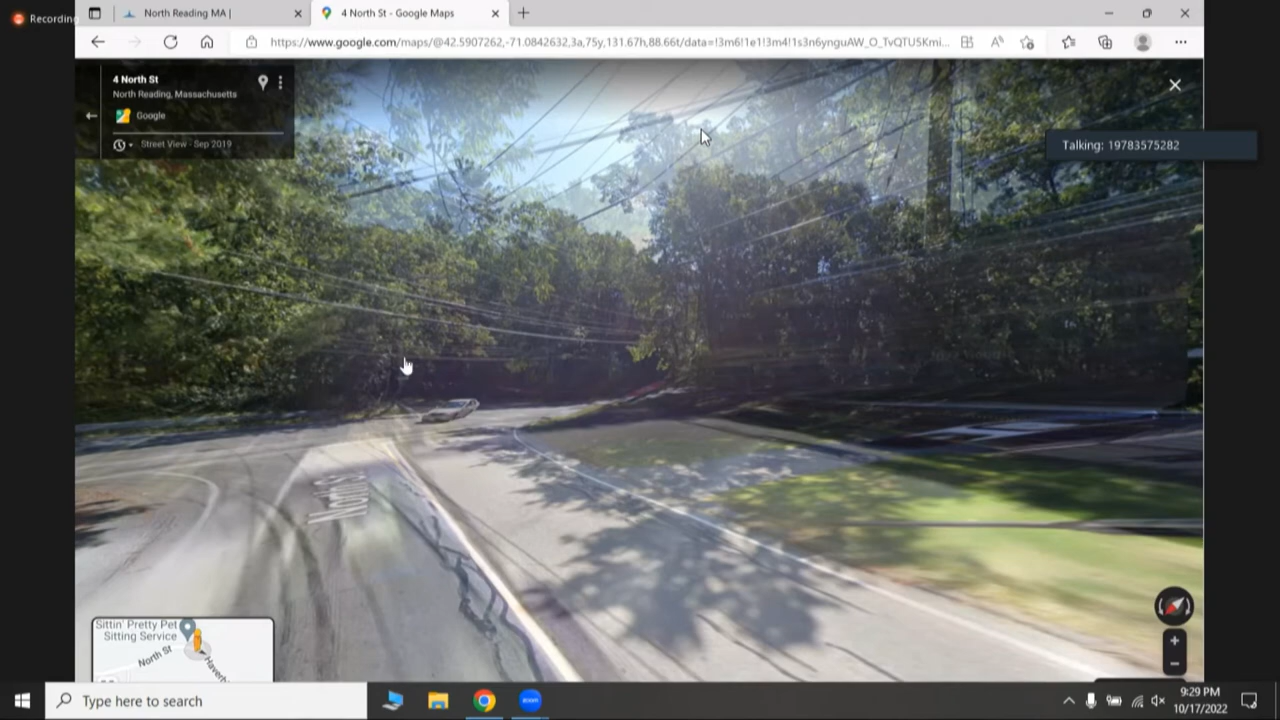 Recording
North Reading MA |
4 North St - Google Maps
https://www.google.com/maps/@42.5907262,-71.0842632,3a,75y,131.67h,88.66t/data=!3m6!1e1!3m4!1s3n6ynguAW_O_TvQTU5Kmi...
4 North St
North Reading, Massachusetts
Google
Street View - Sep 2019
Talking: 19783575282
North St
Sittin' Pretty Pet
Sitting Service
North St
Haverh
Type here to search
zoom
9:29 PM
10/17/2022